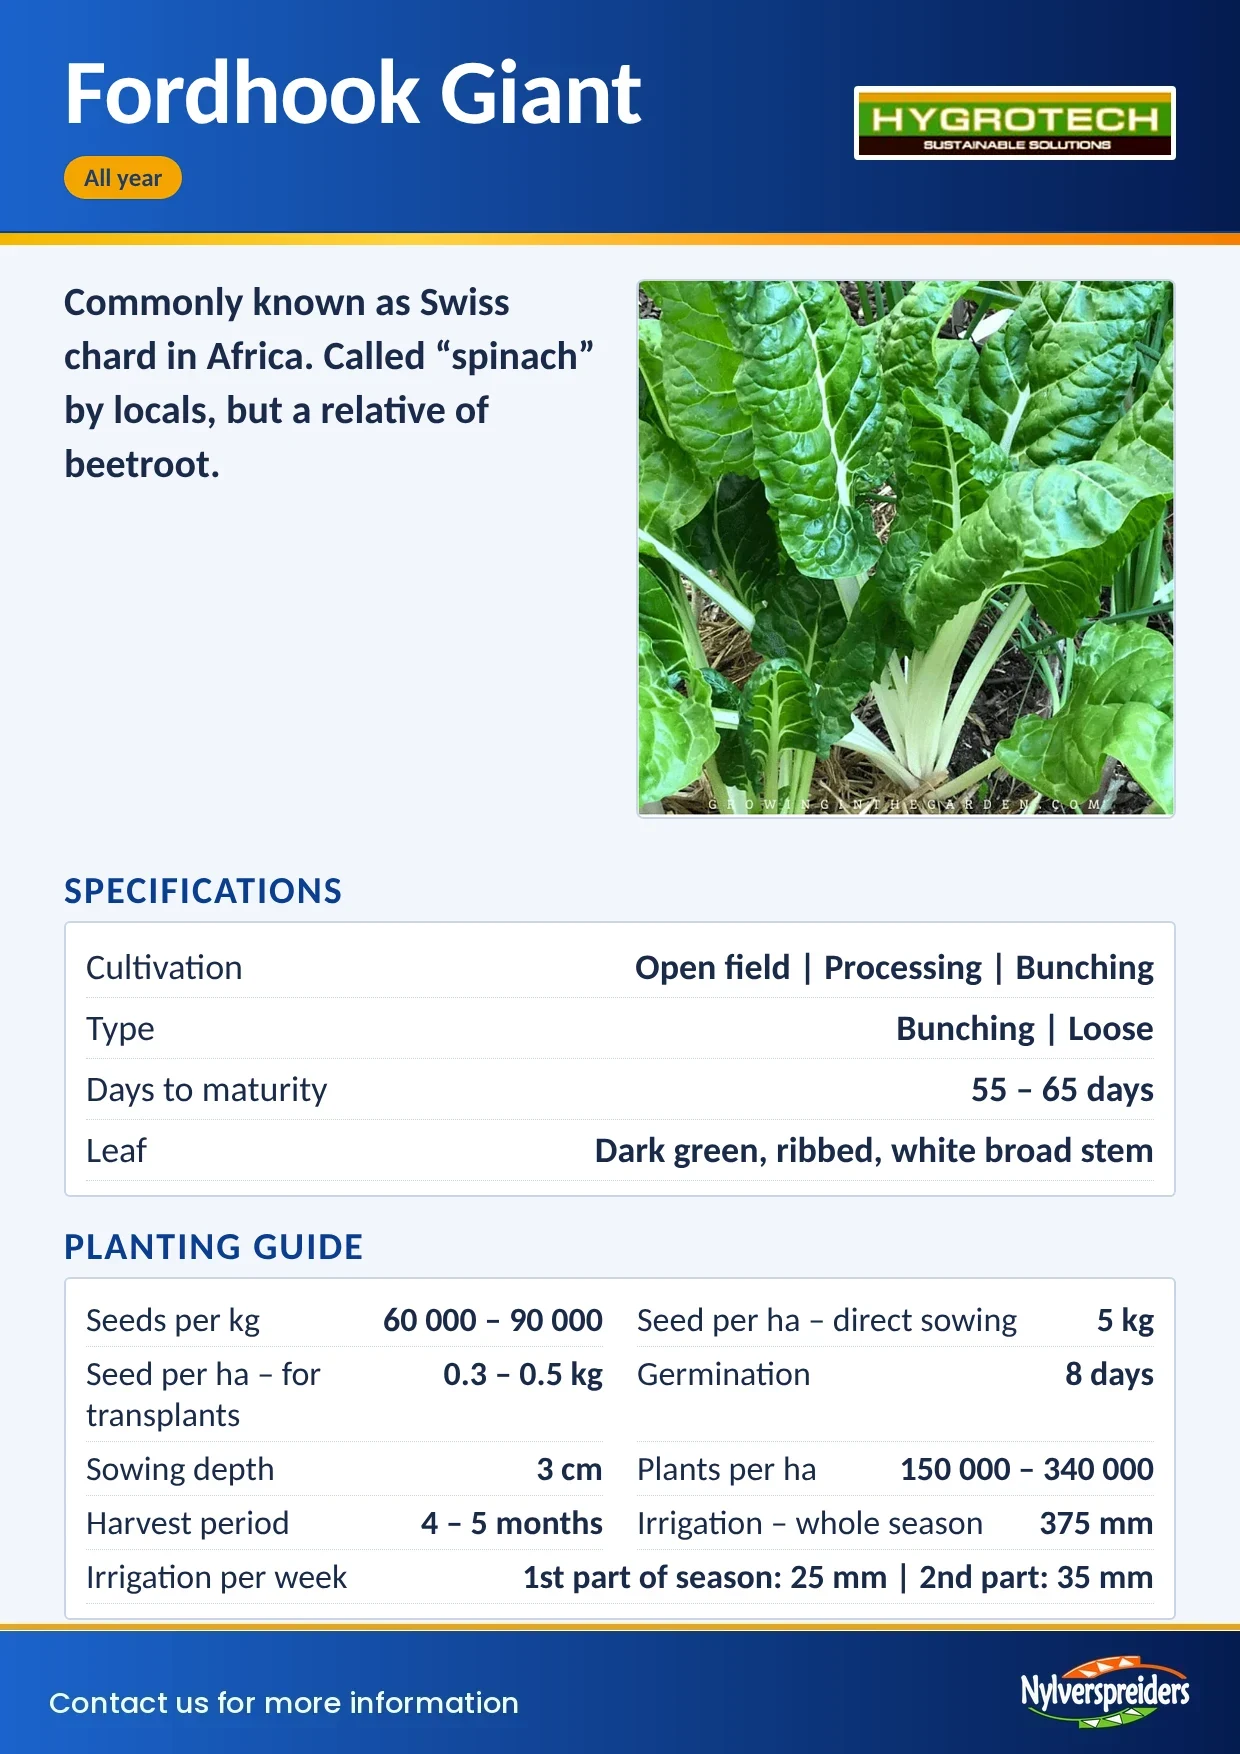 Fordhook Giant
HYGROTECH
SUSTAINABLE SOLUTIONS
All year
Commonly known as Swiss
chard in Africa. Called “spinach”
by locals, but a relative of
beetroot.
GROWINGINTHEGARDEN.COM
SPECIFICATIONS
Cultivation Open field | Processing | Bunching
Type Bunching | Loose
Days to maturity 55 – 65 days
Leaf Dark green, ribbed, white broad stem
PLANTING GUIDE
Seeds per kg 60 000 – 90 000 Seed per ha – direct sowing 5 kg
Seed per ha – for 0.3 – 0.5 kg Germination 8 days
transplants
Sowing depth 3 cm Plants per ha 150 000 – 340 000
Harvest period 4 – 5 months Irrigation – whole season 375 mm
Irrigation per week 1st part of season: 25 mm | 2nd part: 35 mm
Contact us for more information
Nylverspreiders